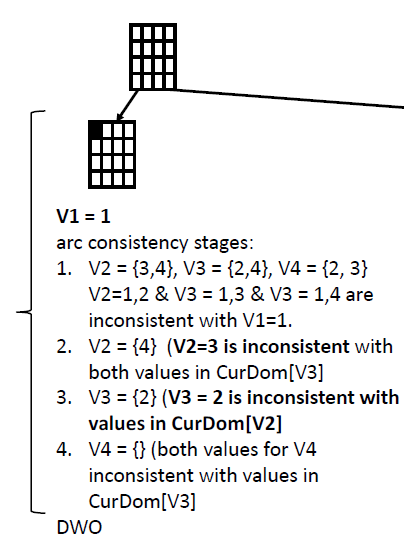 V1 = 1
arc consistency stages:
1. V2 = {3,4}, V3 = {2,4}, V4 = {2, 3}
V2=1,2 & V3 = 1,3 & V3 = 1,4 are
inconsistent with V1=1.
2. V2 = {4} (V2=3 is inconsistent with
both values in CurDom[V3]
3. V3 = {2} (V3 = 2 is inconsistent with
values in CurDom[V2]
4. V4 = {} (both values for V4
inconsistent with values in
CurDom[V3]
DWO